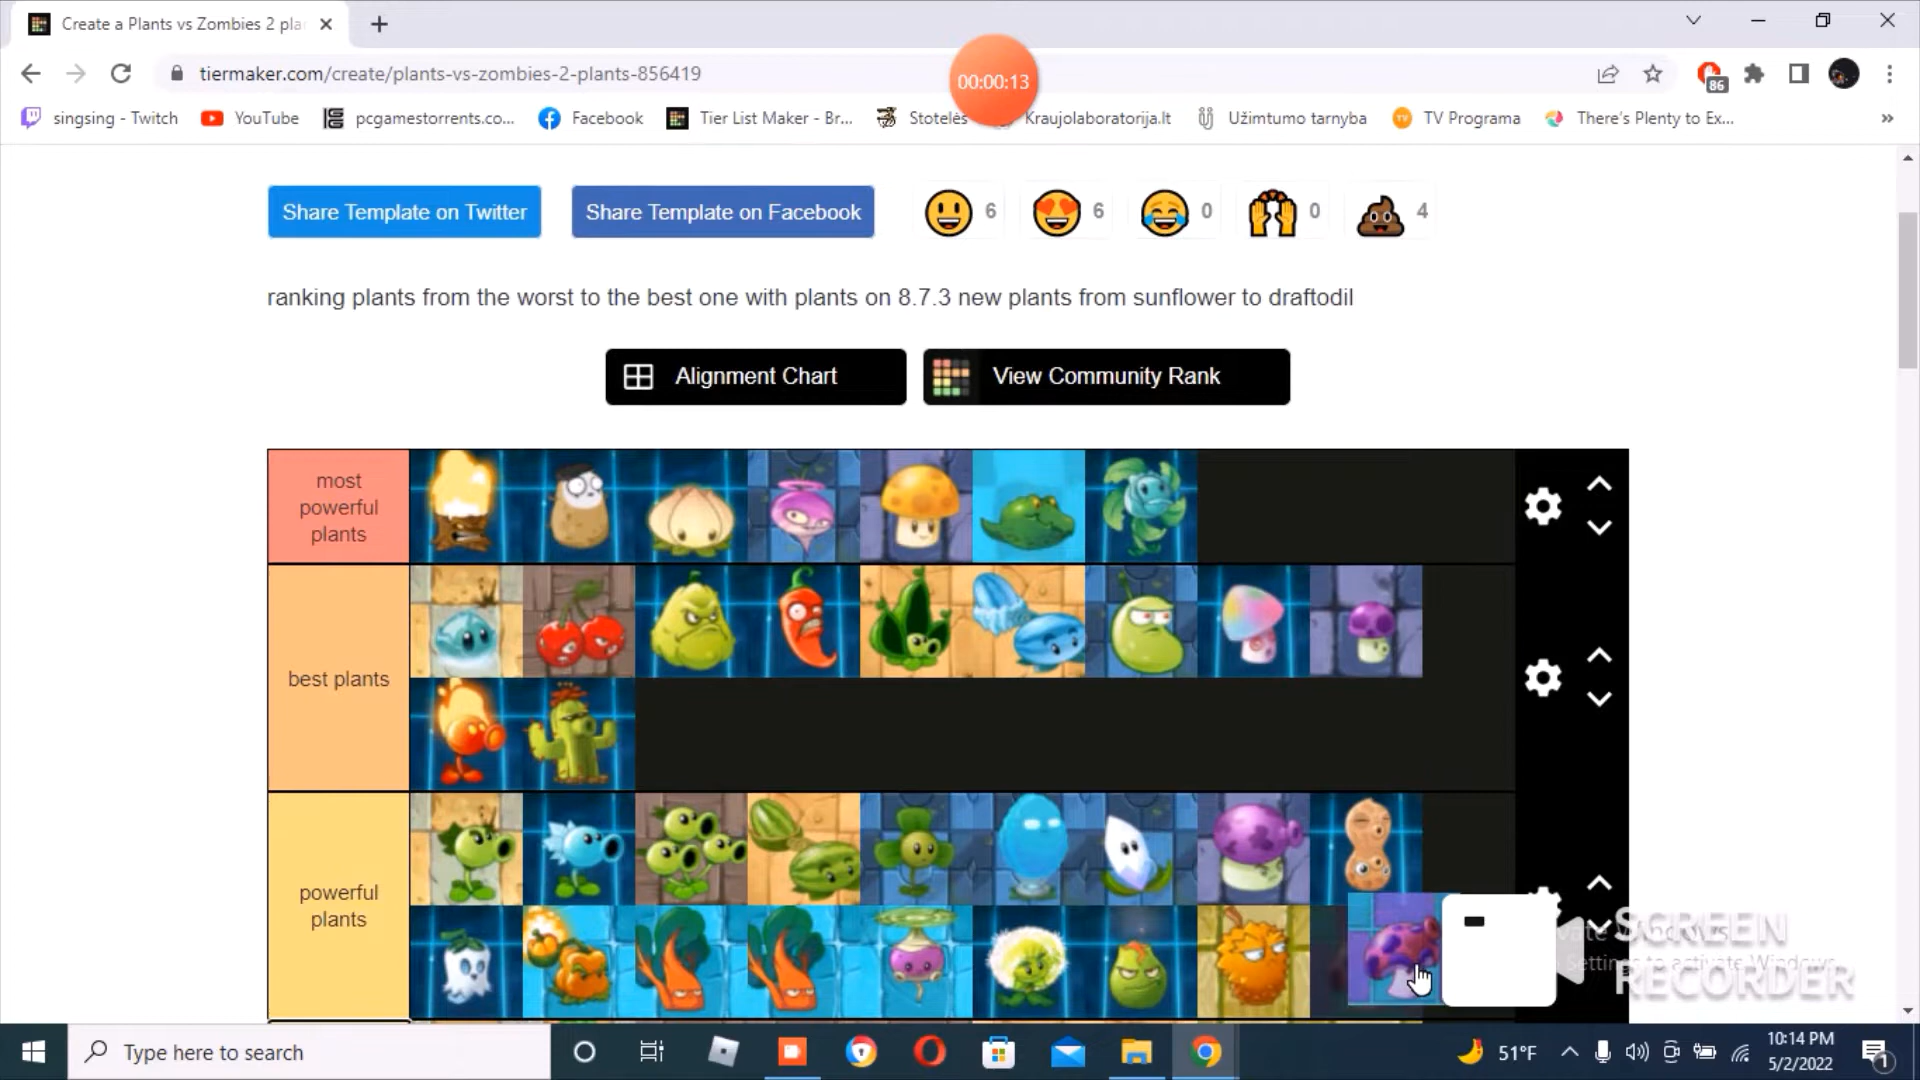 Create a Plants vs Zombies 2 pla
tiermaker.com/create/plants-vs-zombies-2-plants-856419
00:00:13
86
singsing - Twitch
YouTube
pcgamestorrents.co...
Facebook
Tier List Maker - Br...
Stotelės
Kraujolaboratorija.lt
Užimtumo tarnyba
TV Programa
There's Plenty to Ex...
Share Template on Twitter
Share Template on Facebook
6
6
0
0
4
ranking plants from the worst to the best one with plants on 8.7.3 new plants from sunflower to draftodil
Alignment Chart
View Community Rank
most
powerful
plants
best plants
powerful
plants
SCREEN
RECORDER
Settings to activate Windows.
Type here to search
51°F
10:14 PM
5/2/2022
1